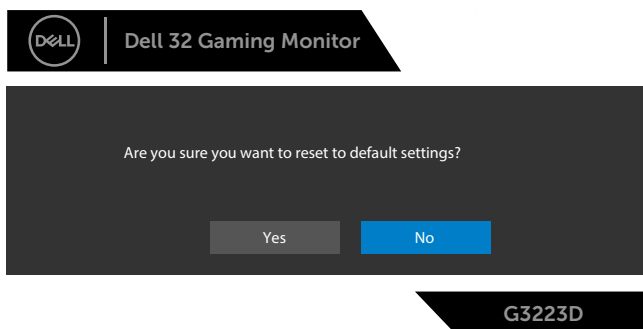 DELL
Dell 32 Gaming Monitor
Are you sure you want to reset to default settings?
Yes
No
G3223D